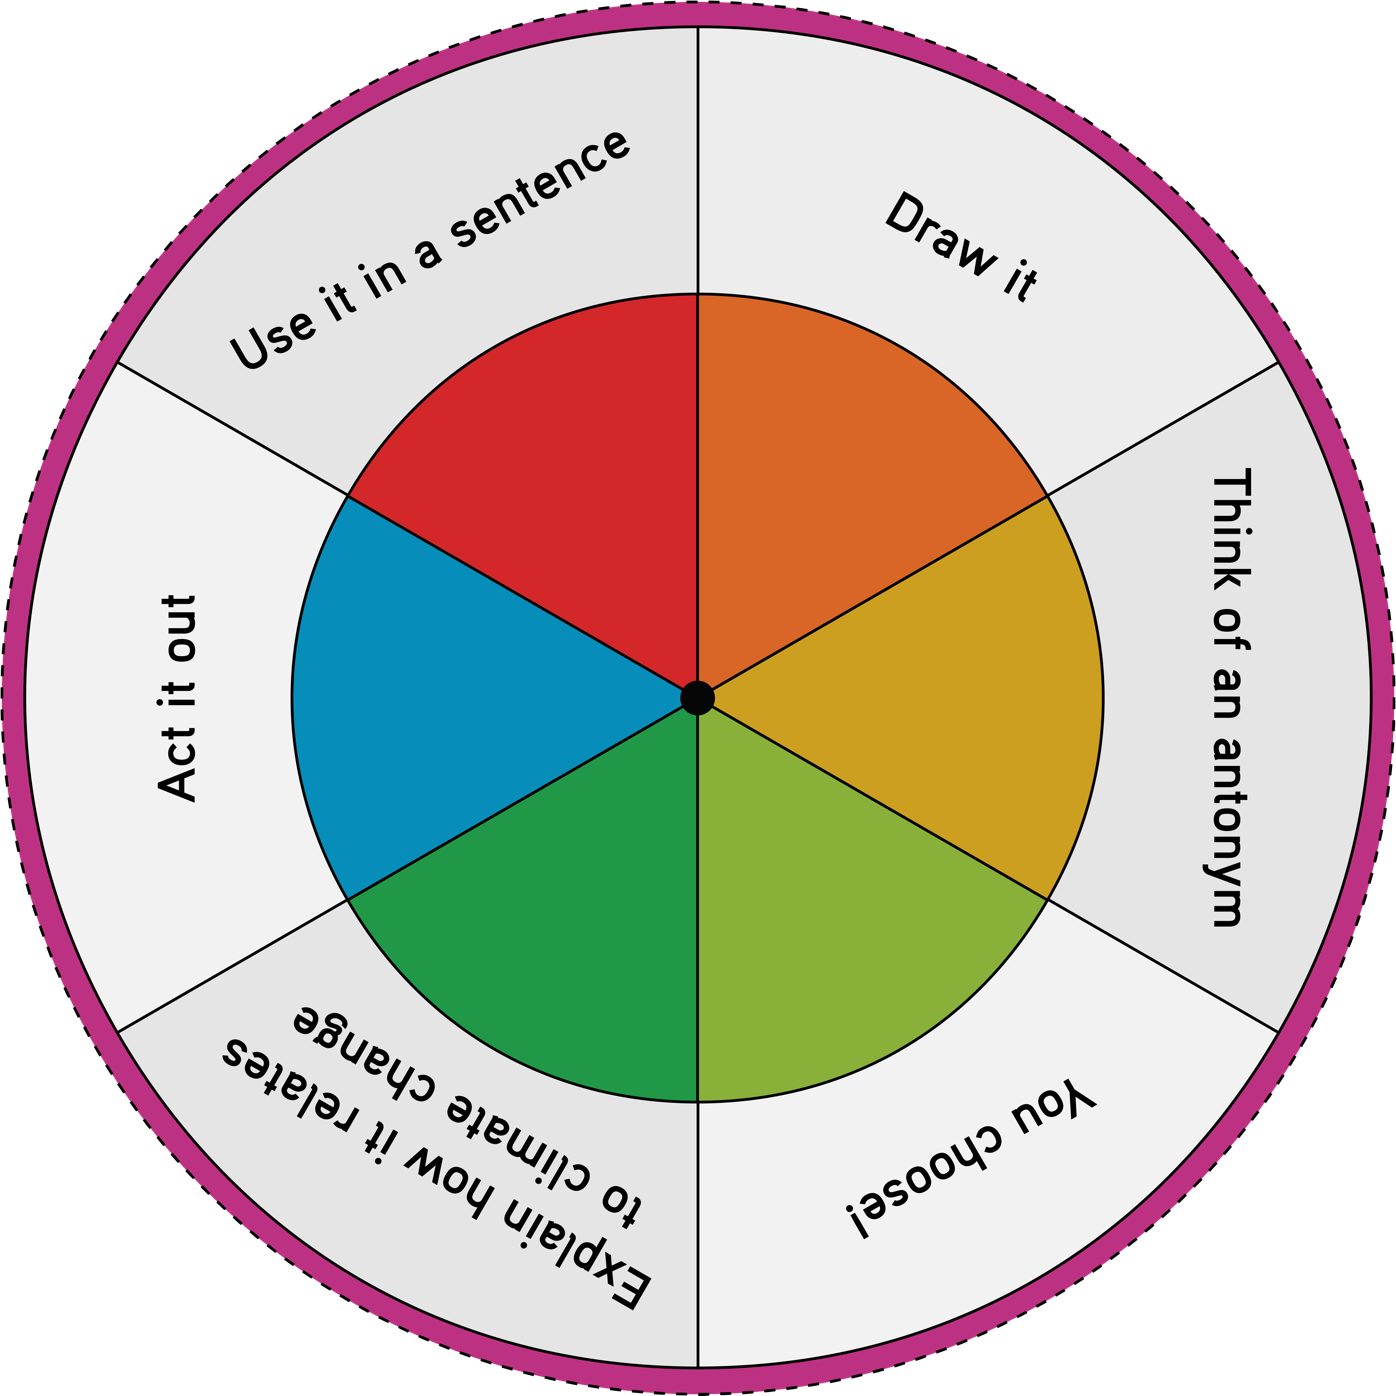 Use it in a sentence
Draw it
Think of an antonym
You choose!
Explain how it relates
to climate change
Act it out